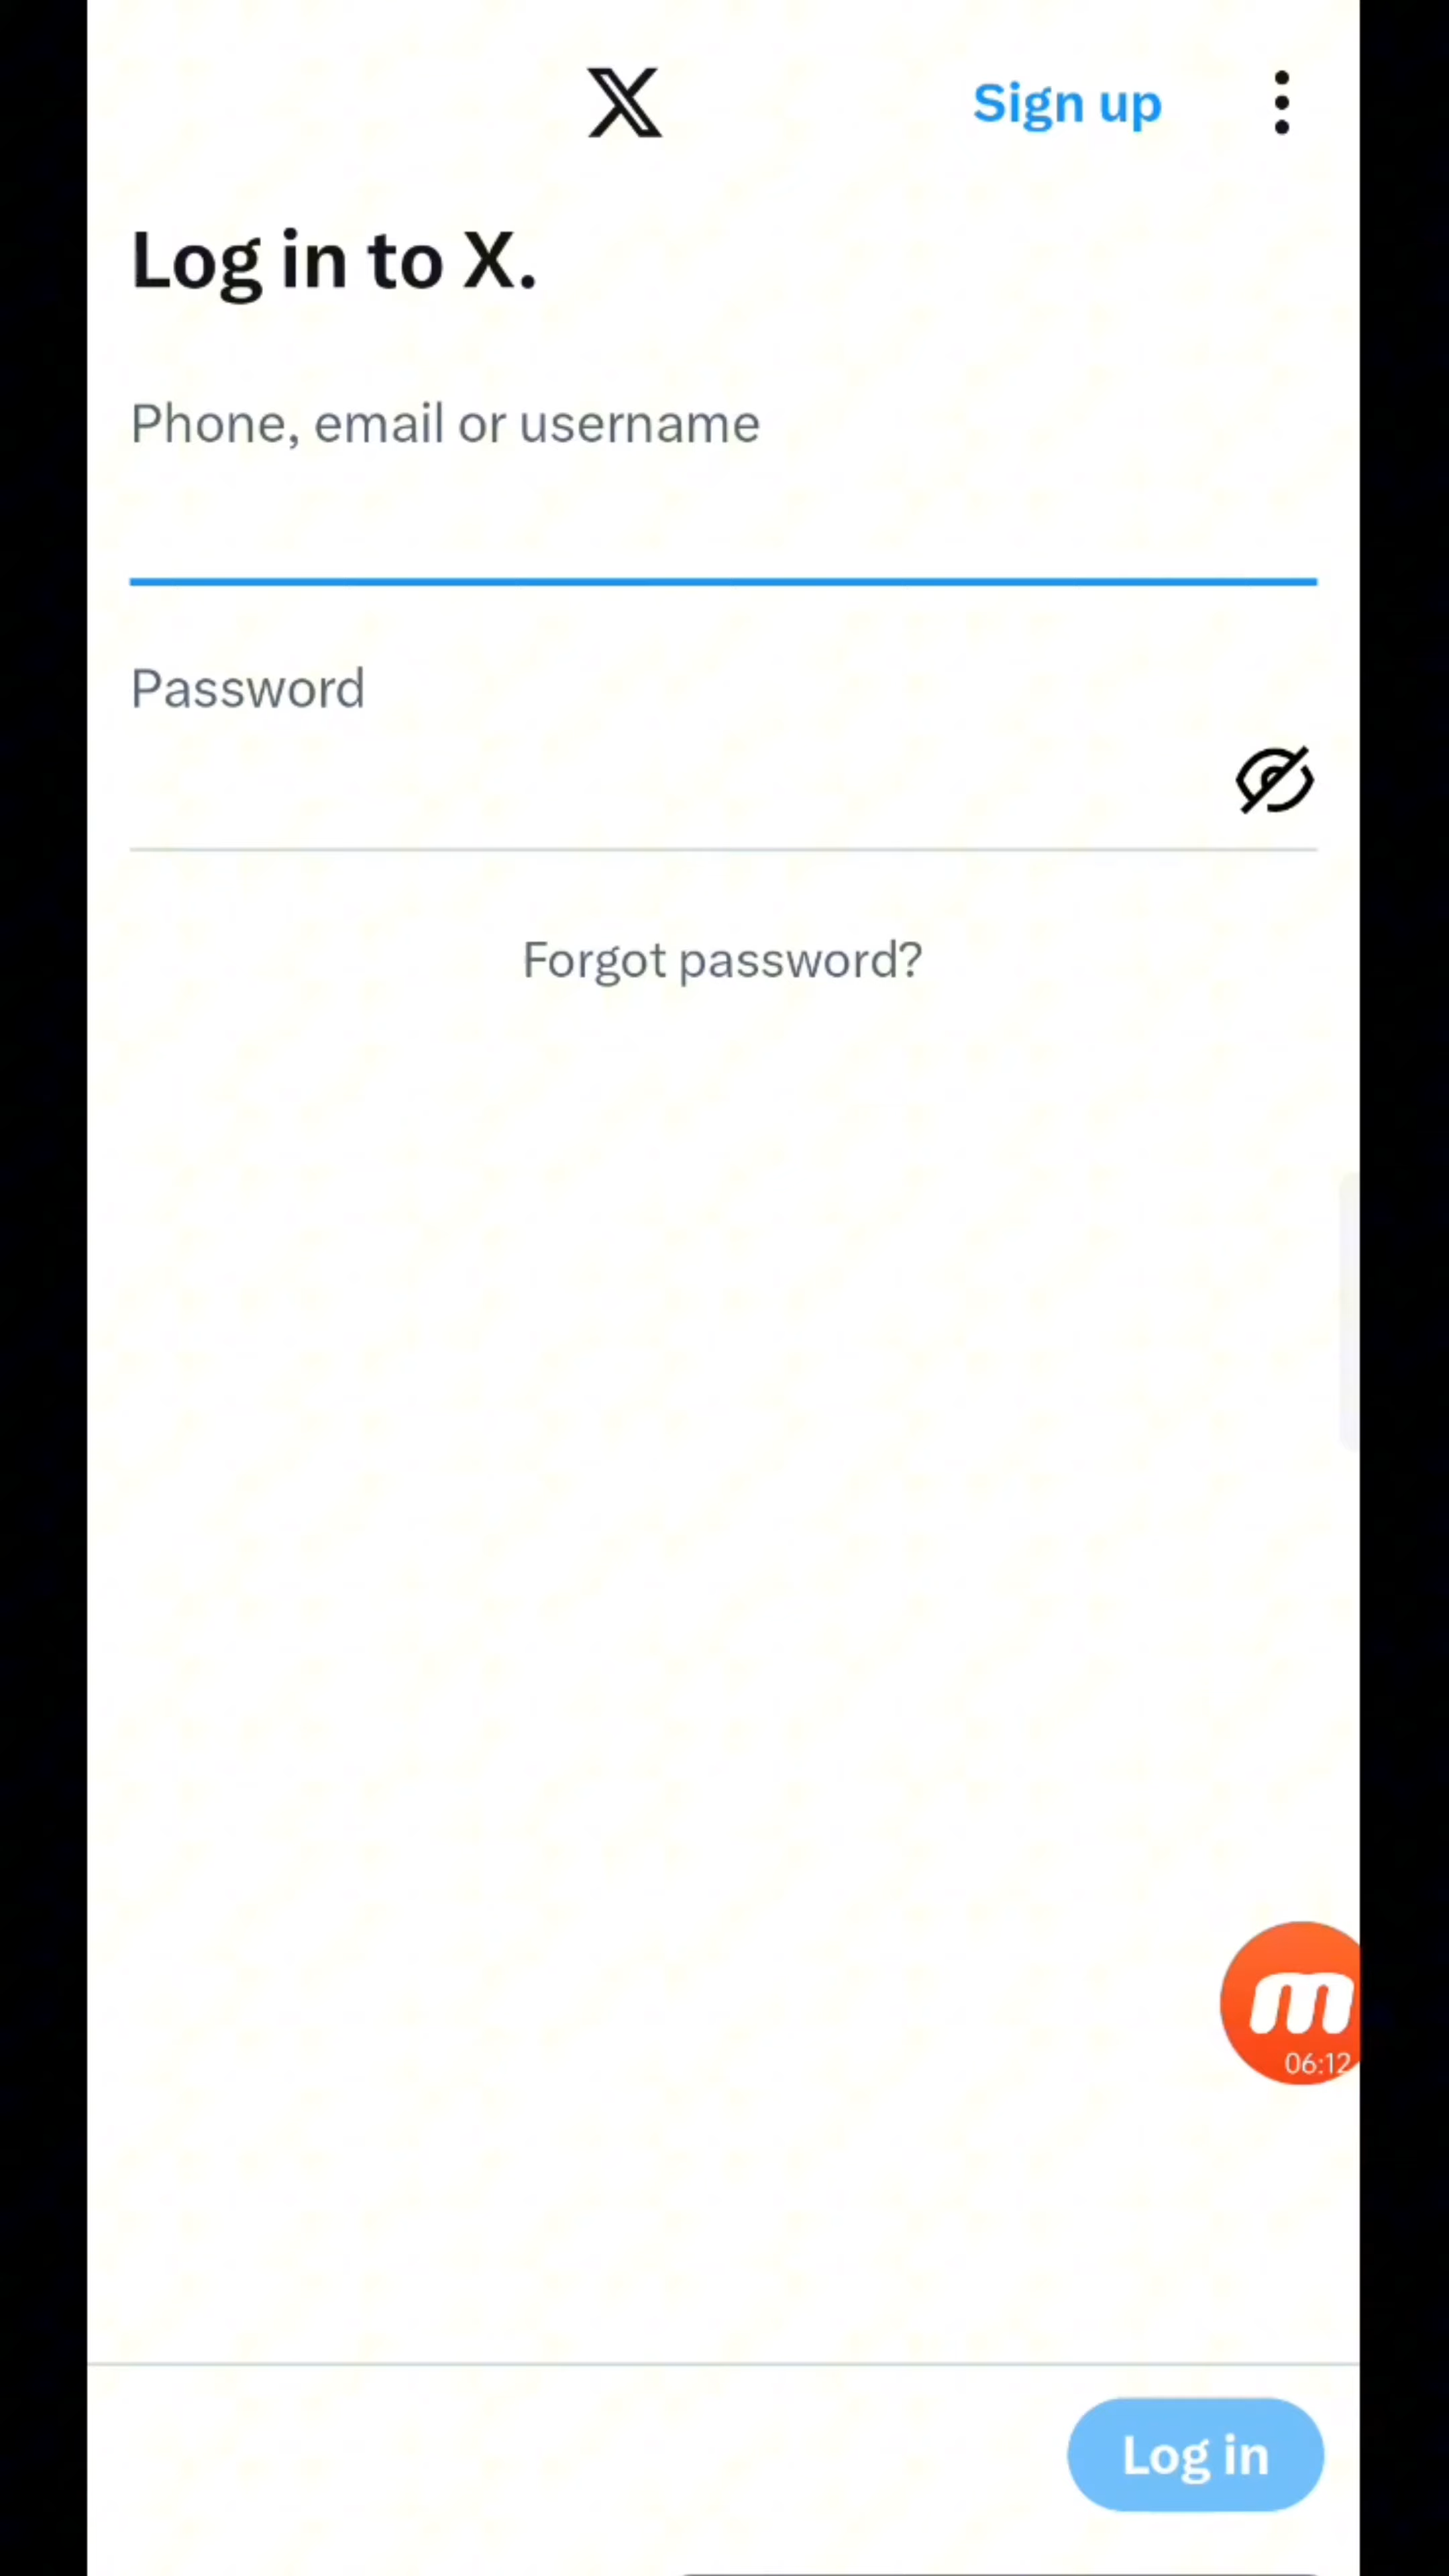 Sign up
Log in to X.
Phone, email or username
Password
Forgot password?
m
06:12
Log in